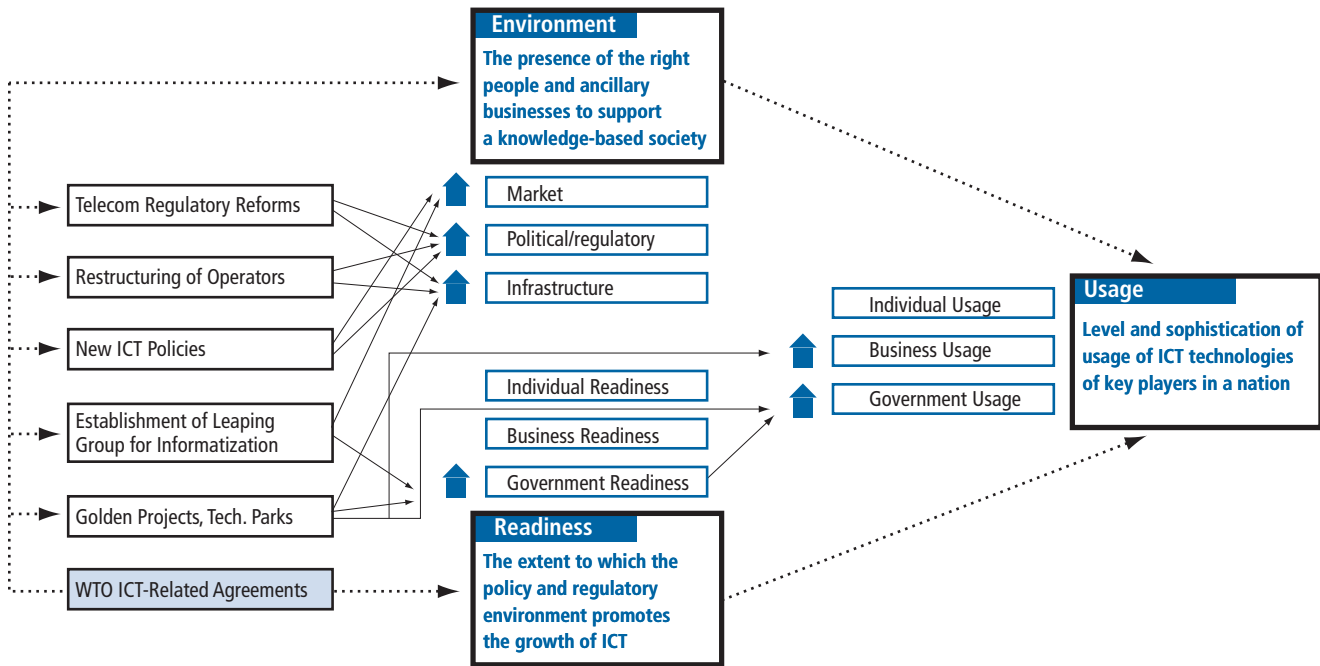 Environment
The presence of the right
people and ancillary
businesses to support
a knowledge-based society
Telecom Regulatory Reforms
Restructuring of Operators
New ICT Policies
Establishment of Leaping
Group for Informatization
Golden Projects, Tech. Parks
WTO ICT-Related Agreements
Market
Political/regulatory
Infrastructure
Individual Readiness
Business Readiness
Government Readiness
Readiness
The extent to which the
policy and regulatory
environment promotes
the growth of ICT
Individual Usage
Business Usage
Government Usage
Usage
Level and sophistication of
usage of ICT technologies
of key players in a nation